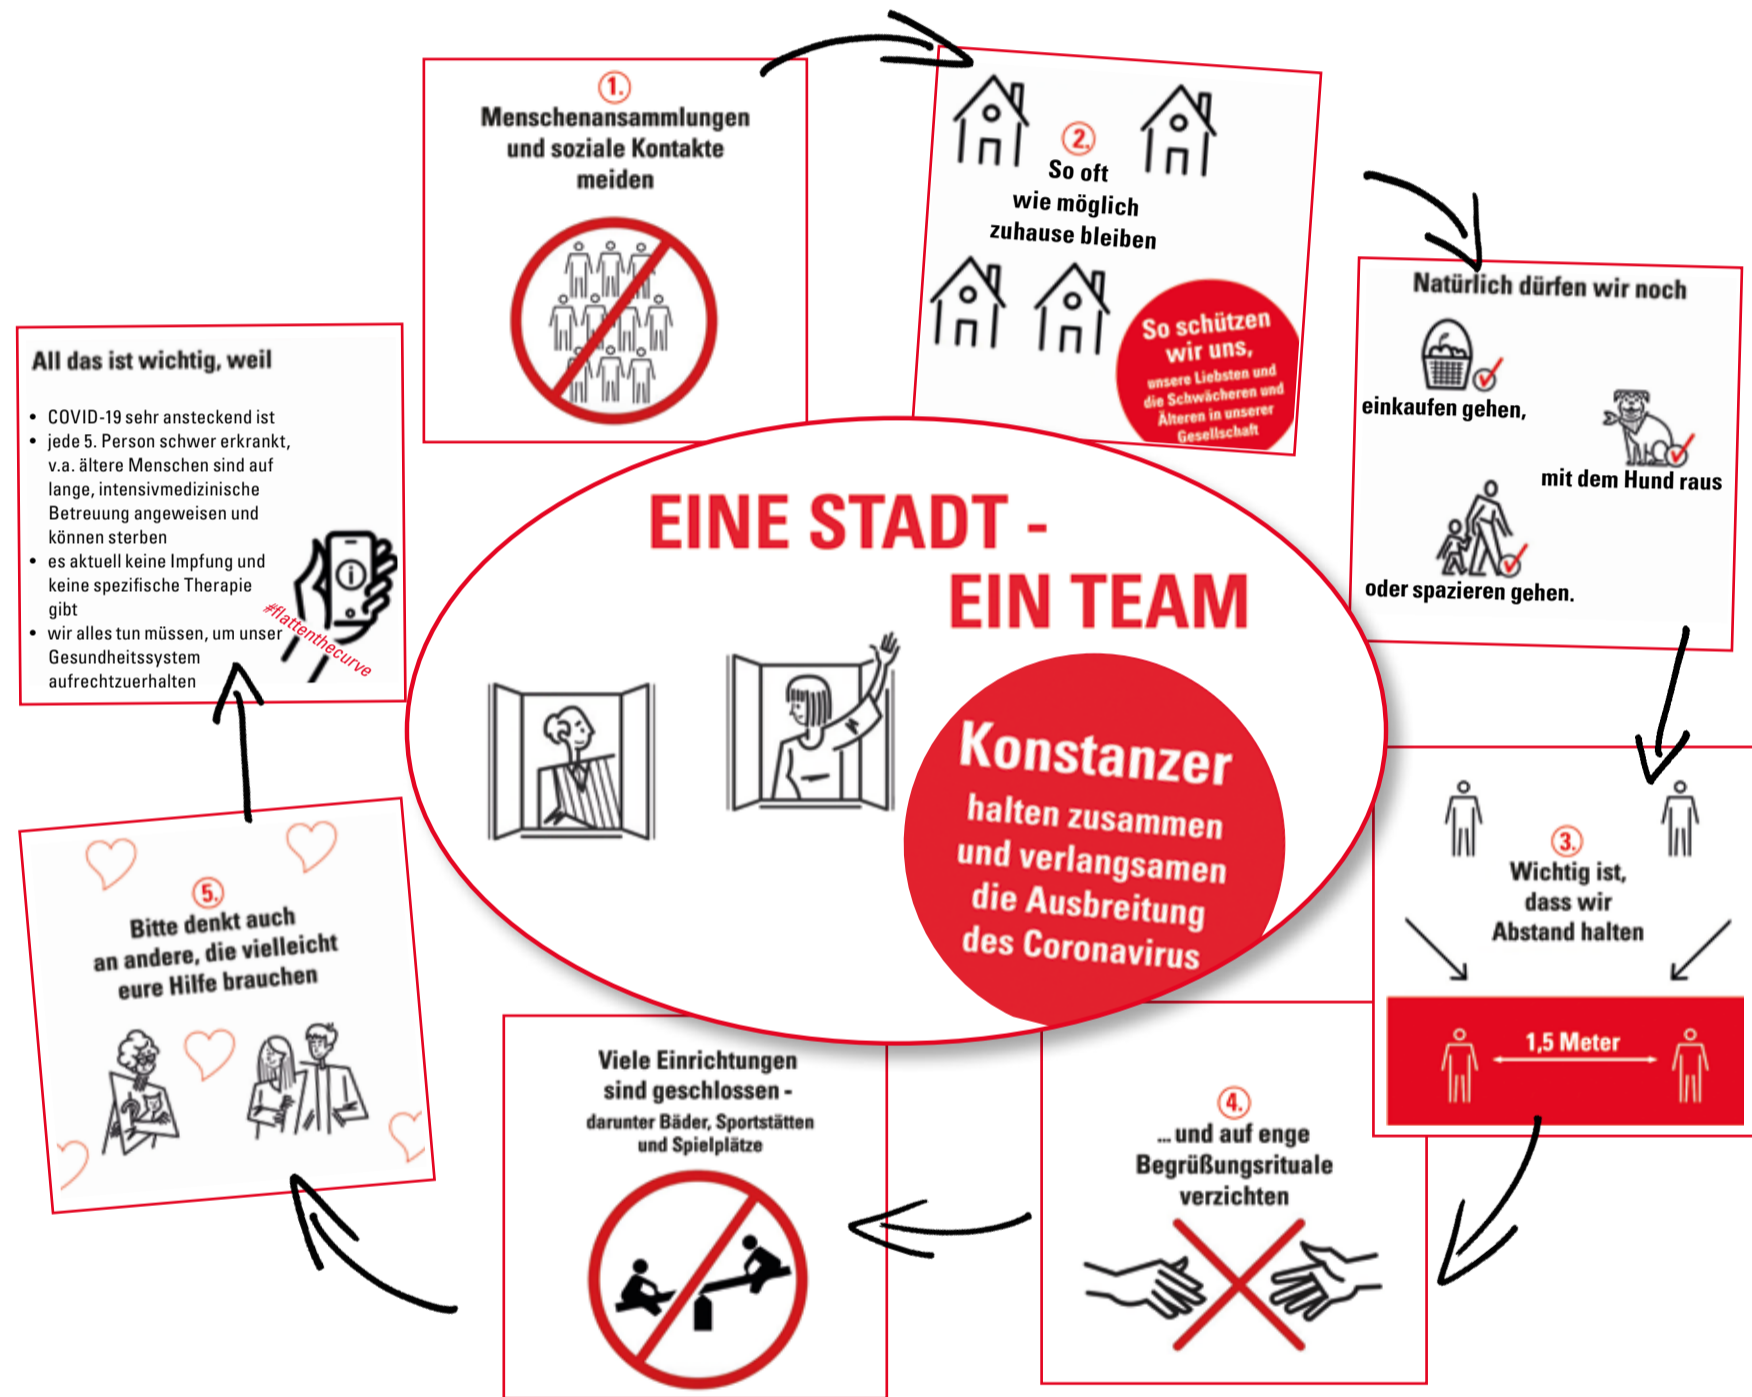 EINE STADT -
EIN TEAM
Konstanzer
halten zusammen
und verlangsamen
die Ausbreitung
des Coronavirus
1.
Menschenansammlungen
und soziale Kontakte
meiden
2.
So oft
wie möglich
zuhause bleiben
So schützen
wir uns,
unsere Liebsten und
die Schwächeren und
Älteren in unserer
Gesellschaft
Natürlich dürfen wir noch
einkaufen gehen,
mit dem Hund raus
oder spazieren gehen.
3.
Wichtig ist,
dass wir
Abstand halten
1,5 Meter
4.
... und auf enge
Begrüßungsrituale
verzichten
Viele Einrichtungen
sind geschlossen -
darunter Bäder, Sportstätten
und Spielplätze
5.
Bitte denkt auch
an andere, die vielleicht
eure Hilfe brauchen
All das ist wichtig, weil
• COVID-19 sehr ansteckend ist
• jede 5. Person schwer erkrankt,
v.a. ältere Menschen sind auf
lange, intensivmedizinische
Betreuung angeweisen und
können sterben
• es aktuell keine Impfung und
keine spezifische Therapie
gibt
• wir alles tun müssen, um unser
Gesundheitssystem
aufrechtzuerhalten
#flattenthecurve